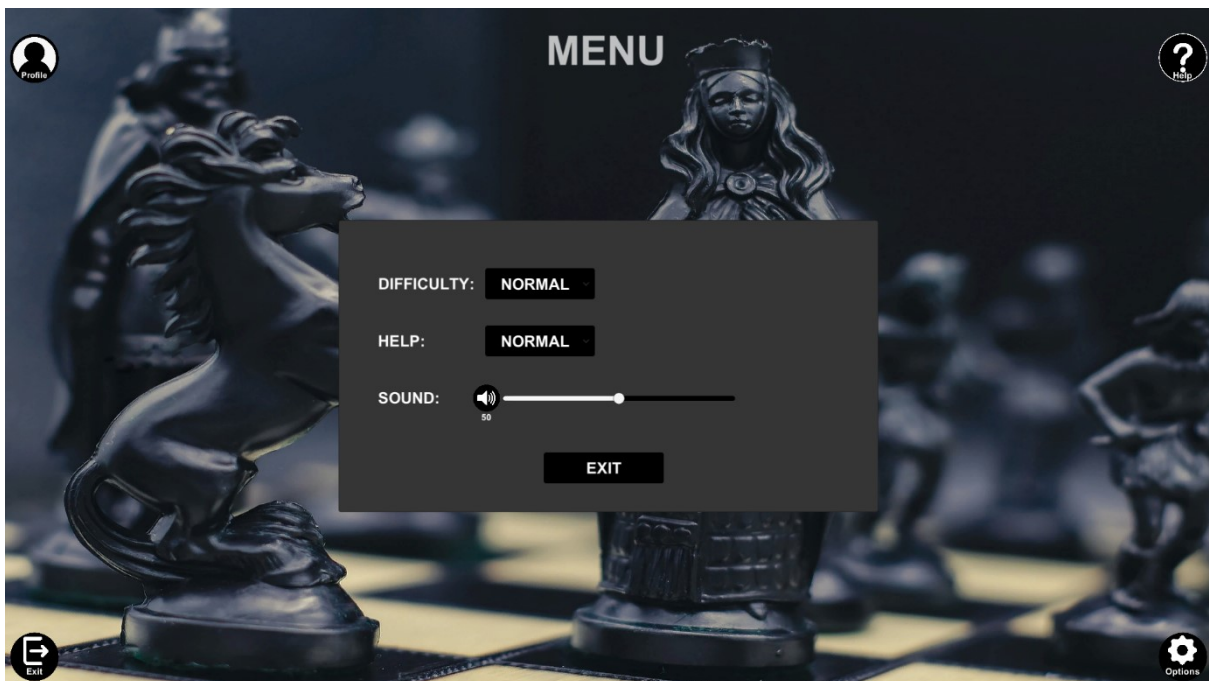 MENU
Profile
Help
DIFFICULTY: NORMAL
HELP: NORMAL
SOUND:
50
EXIT
Exit
Options